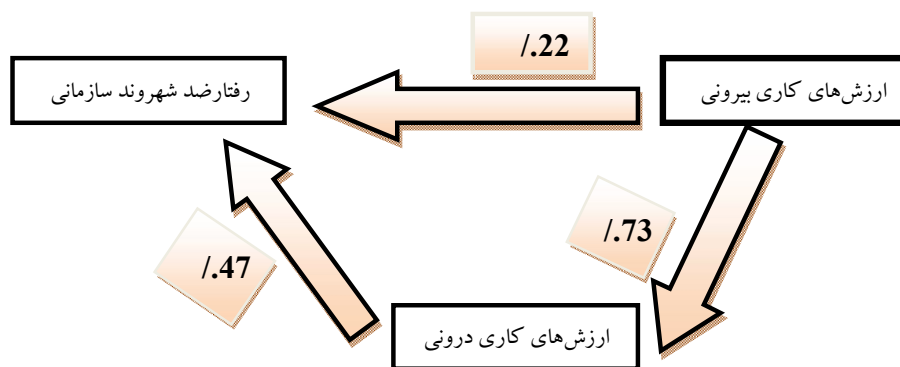 /.22
ارزش‌های کاری بیرونی
رفتارضد شهروند سازمانی
/.73
/.47
ارزش‌های کاری درونی